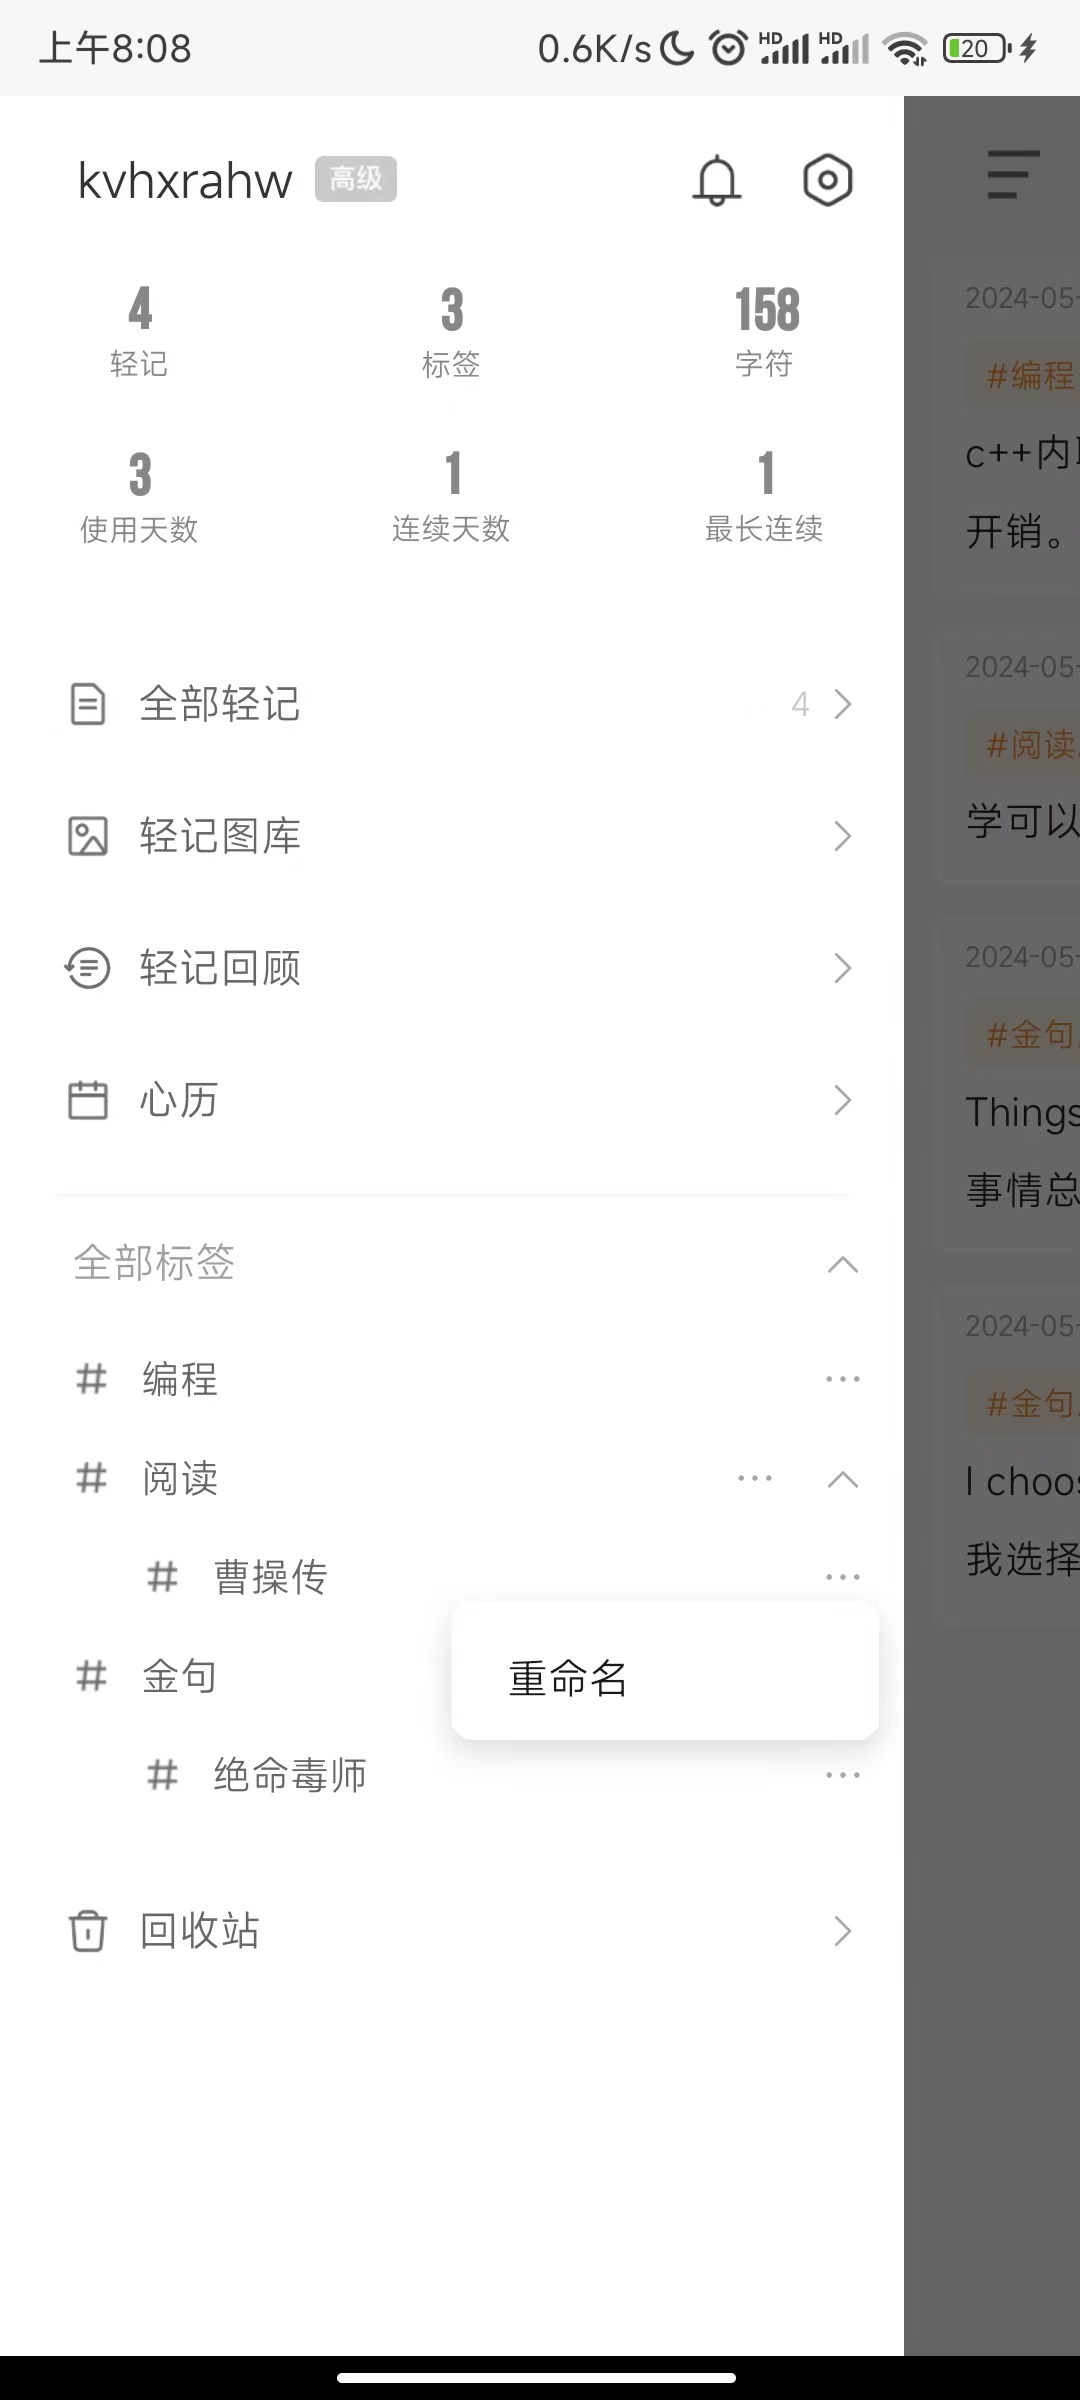 上午8:08 0.6K/s HD HD 20
kvhxrahw 高级
4 3 158
轻记 标签 字符
3 1 1
使用天数 连续天数 最长连续
全部轻记 4
轻记图库
轻记回顾
心历
全部标签
# 编程 ...
# 阅读 ...
# 曹操传 ...
# 金句
重命名
# 绝命毒师 ...
回收站
2024-05-
#编程
c++内
开销。
2024-05-
#阅读
学可以
2024-05-
#金句
Things
事情总
2024-05-
#金句
I choos
我选择